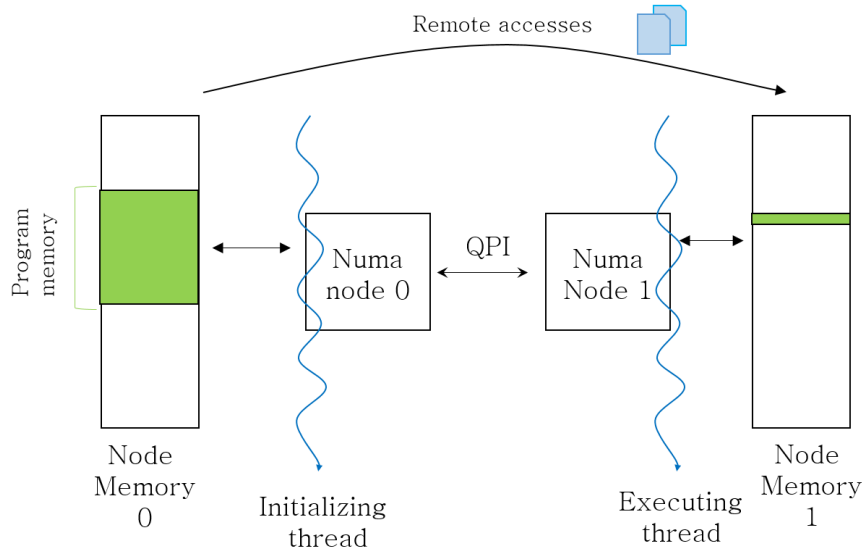 Remote accesses
Program
memory
Numa
node 0
QPI
Numa
Node 1
Node
Memory
0
Initializing
thread
Executing
thread
Node
Memory
1